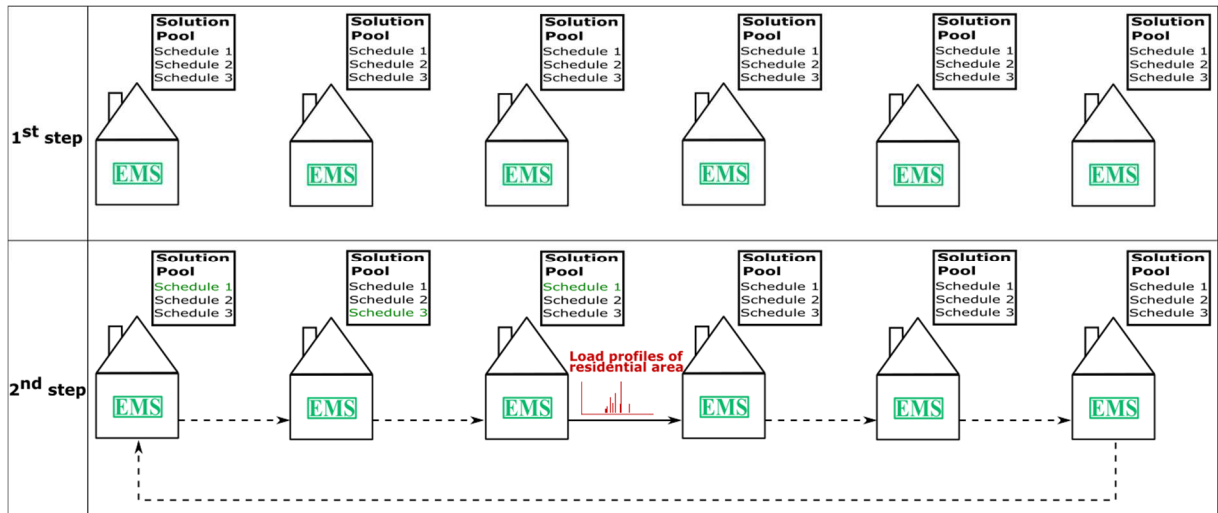 Solution
Pool
Schedule 1
Schedule 2
Schedule 3
Solution
Pool
Schedule 1
Schedule 2
Schedule 3
Solution
Pool
Schedule 1
Schedule 2
Schedule 3
Solution
Pool
Schedule 1
Schedule 2
Schedule 3
Solution
Pool
Schedule 1
Schedule 2
Schedule 3
Solution
Pool
Schedule 1
Schedule 2
Schedule 3
1st step
EMS
EMS
EMS
EMS
EMS
EMS
Solution
Pool
Schedule 1
Schedule 2
Schedule 3
Solution
Pool
Schedule 1
Schedule 2
Schedule 3
Solution
Pool
Schedule 1
Schedule 2
Schedule 3
Solution
Pool
Schedule 1
Schedule 2
Schedule 3
Solution
Pool
Schedule 1
Schedule 2
Schedule 3
Solution
Pool
Schedule 1
Schedule 2
Schedule 3
Load profiles of
residential area
2nd step
EMS
EMS
EMS
EMS
EMS
EMS